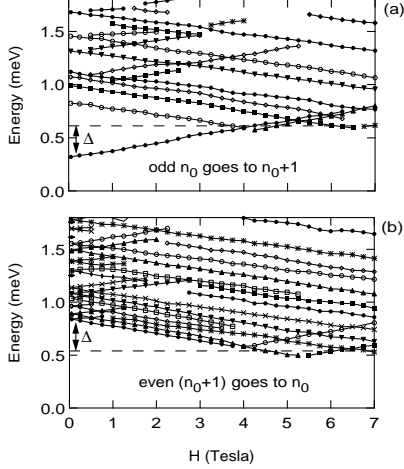 (a)
Energy (meV)
1.5
1.0
0.5
0.0
Δ
odd n0 goes to n0+1
(b)
Energy (meV)
1.5
1.0
0.5
0.0
Δ
even (n0+1) goes to n0
0 1 2 3 4 5 6 7
H (Tesla)